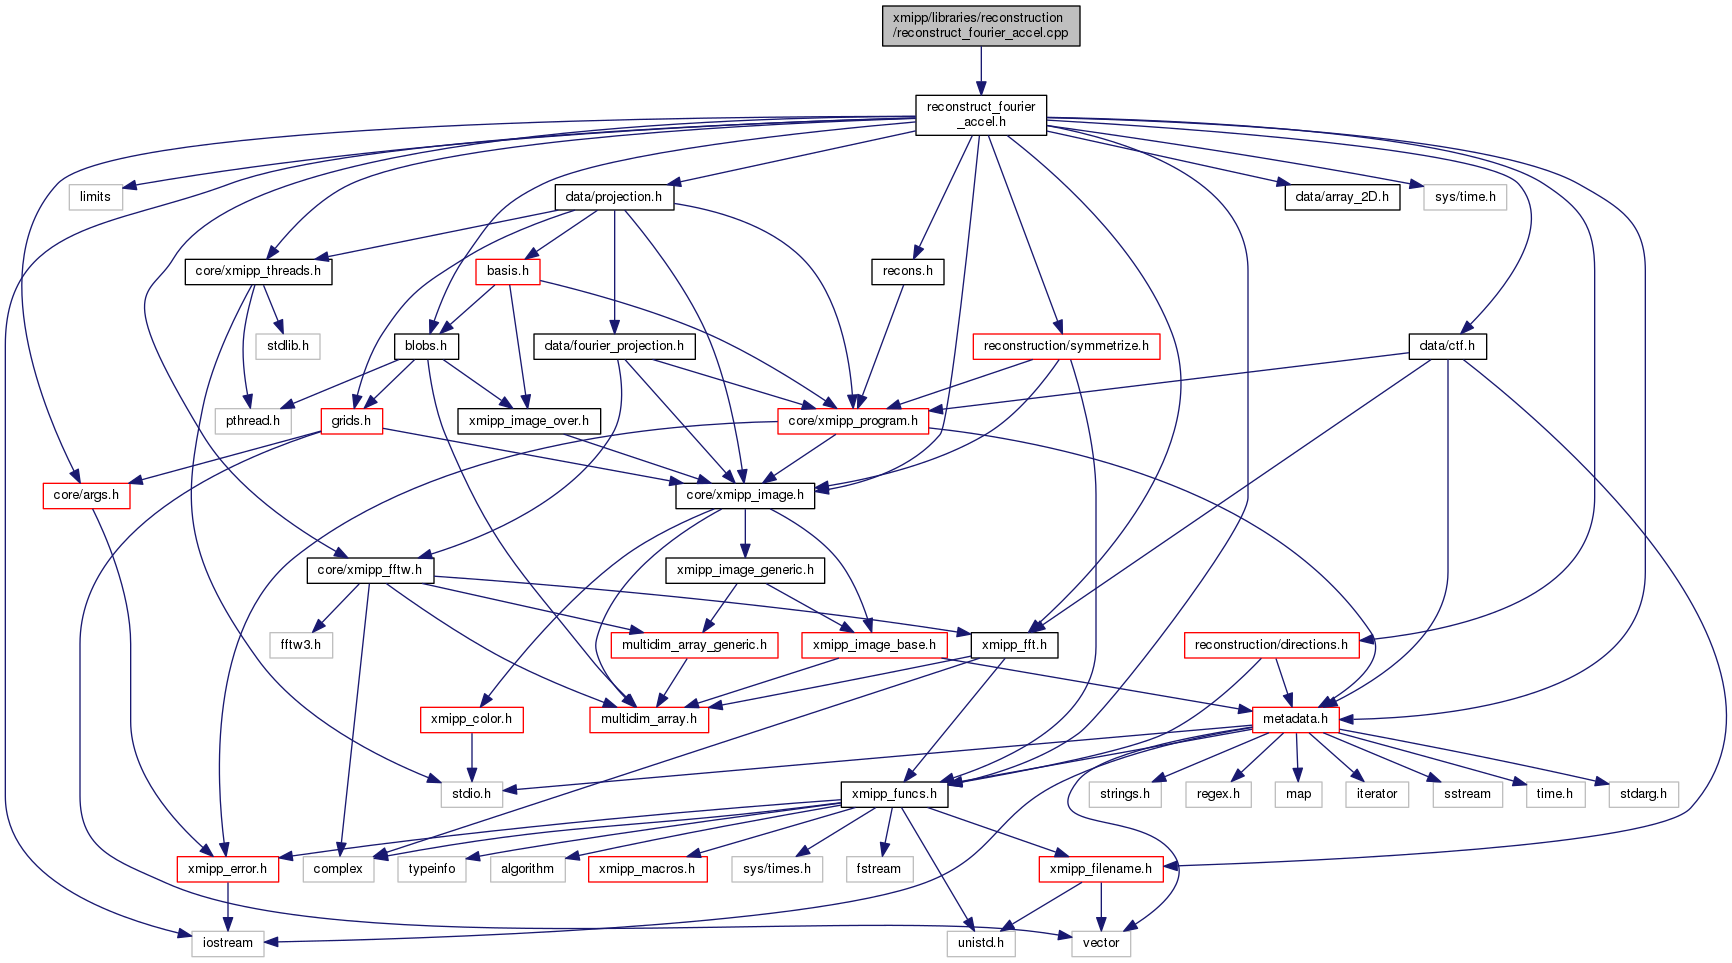 xmipp/libraries/reconstruction
/reconstruct_fourier_accel.cpp
reconstruct_fourier
_accel.h
limits
data/projection.h
data/array_2D.h
sys/time.h
core/xmipp_threads.h
basis.h
recons.h
stdlib.h
blobs.h
data/fourier_projection.h
reconstruction/symmetrize.h
data/ctf.h
pthread.h
grids.h
xmipp_image_over.h
core/xmipp_program.h
core/args.h
core/xmipp_image.h
core/xmipp_fftw.h
xmipp_image_generic.h
fftw3.h
multidim_array_generic.h
xmipp_image_base.h
xmipp_fft.h
reconstruction/directions.h
xmipp_color.h
multidim_array.h
metadata.h
stdio.h
xmipp_funcs.h
strings.h
regex.h
map
iterator
sstream
time.h
stdarg.h
xmipp_error.h
complex
typeinfo
algorithm
xmipp_macros.h
sys/times.h
fstream
xmipp_filename.h
iostream
unistd.h
vector